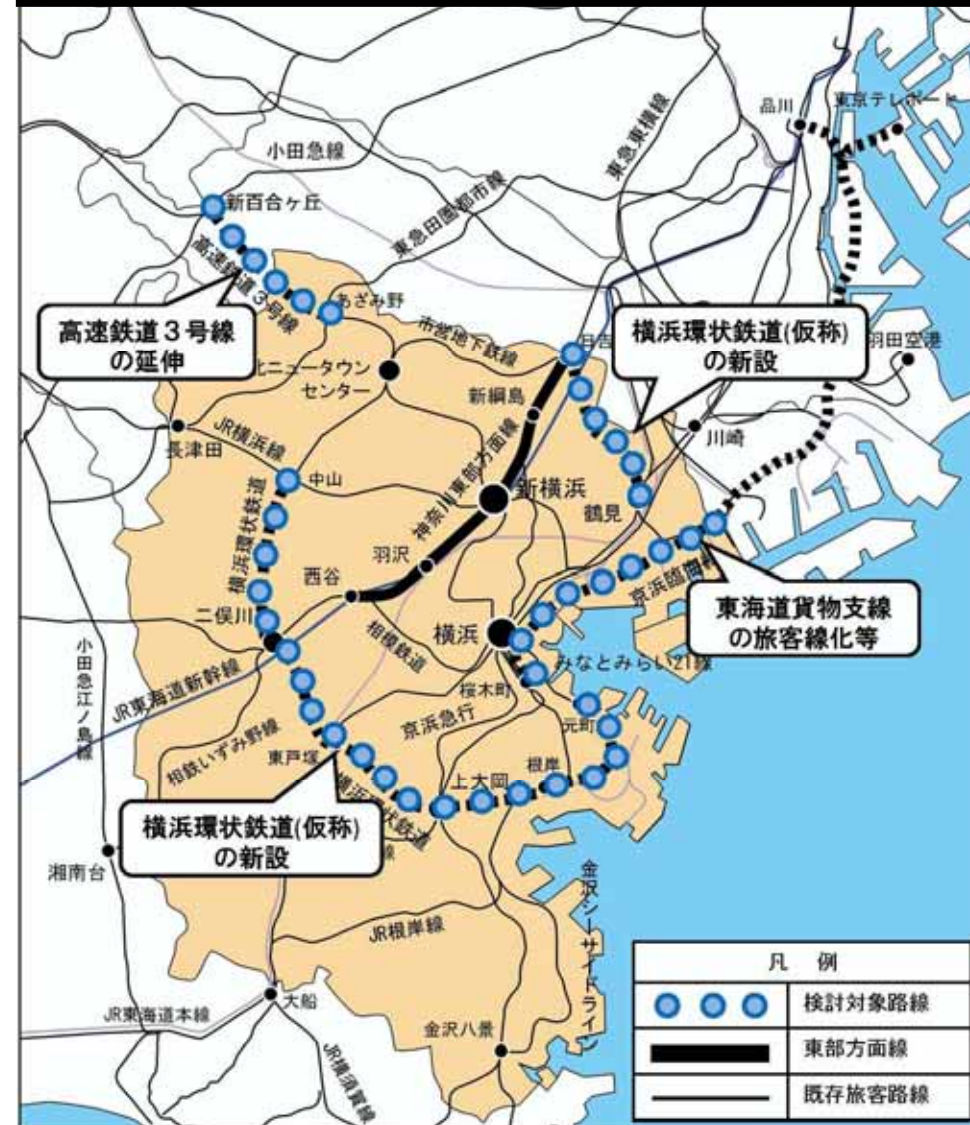 品川
東京テレポート
小田急線
東急東横線
新百合ヶ丘
東急田園都市線
高速鉄道3号線
高速鉄道3号線
の延伸
あざみ野
市営地下鉄線
日吉
横浜環状鉄道(仮称)
の新設
羽田空港
北ニュータウン
センター
新綱島
川崎
長津田
JR横浜線
中山
神奈川東部方面線
新横浜
鶴見
横浜環状鉄道
羽沢
西谷
京浜臨
東海道貨物支線
の旅客線化等
二俣川
相模鉄道
横浜
みなとみらい21線
小田急江ノ島線
JR東海道新幹線
桜木町
元町
京浜急行
相鉄いずみ野線
東戸塚
根岸
上大岡
横浜環状鉄道
横浜環状鉄道(仮称)
の新設
線
湘南台
金沢シーサイドライン
JR根岸線
大船
JR東海道本線
金沢八景
JR横須賀線
凡 例
検討対象路線
東部方面線
既存旅客路線